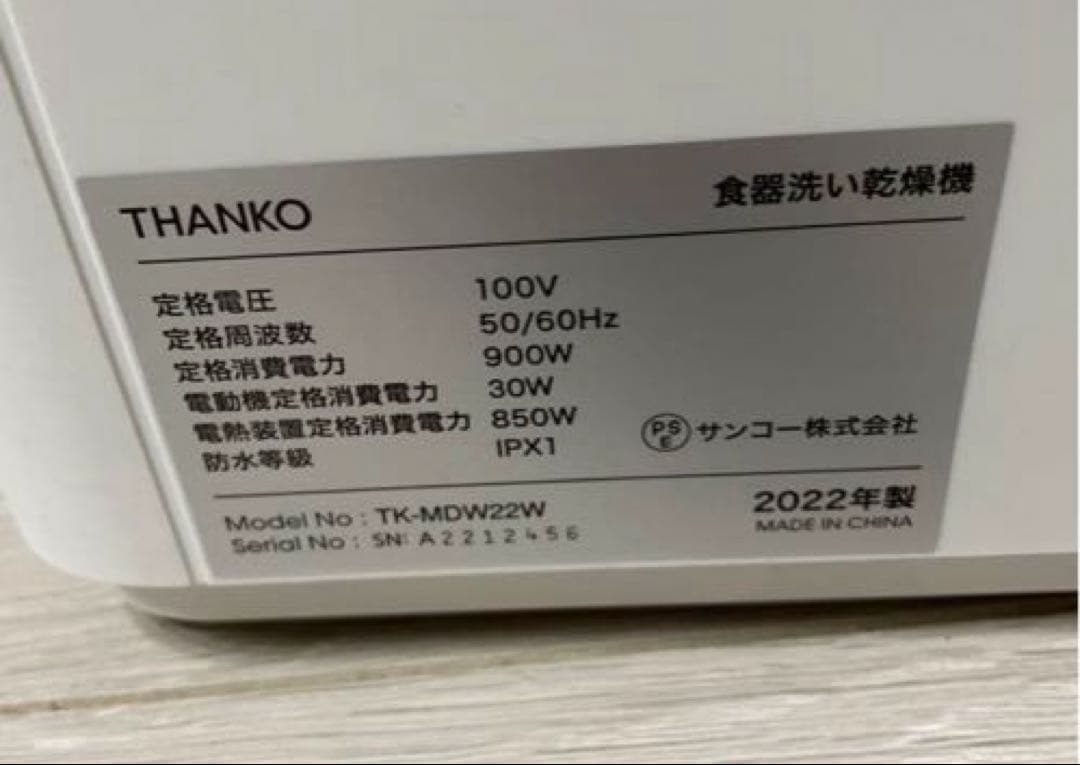 THANKO 食器洗い乾燥機
定格電圧 100V
定格周波数 50/60Hz
定格消費電力 900W
電動機定格消費電力 30W
電熱装置定格消費電力 850W
防水等級 IPX1
PSE サンコー株式会社
Model No : TK-MDW22W 2022年製
Serial No : SN: A2212456 MADE IN CHINA